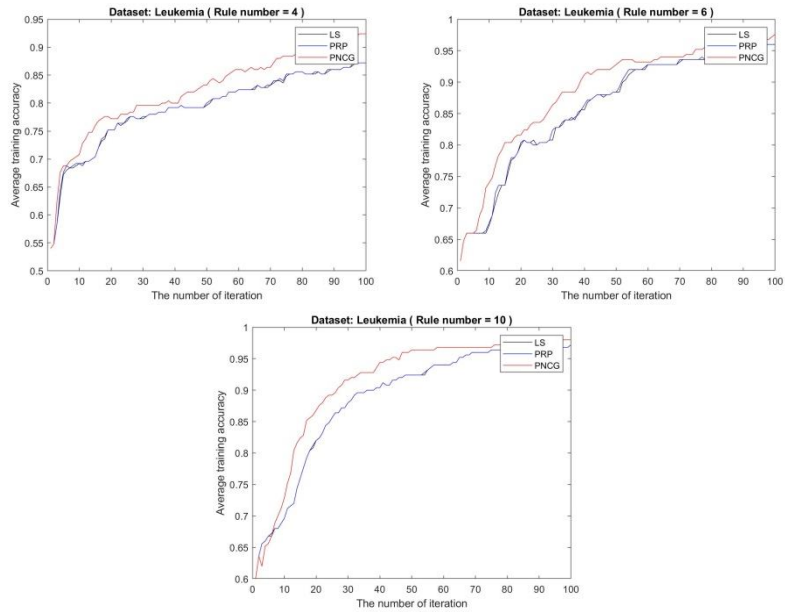 Dataset: Leukemia ( Rule number = 4 )
0.95
0.9
0.85
0.8
0.75
0.7
0.65
0.6
0.55
0.5
Average training accuracy
LS
PRP
PNCG
0 10 20 30 40 50 60 70 80 90 100
The number of iteration
Dataset: Leukemia ( Rule number = 6 )
1
0.95
0.9
0.85
0.8
0.75
0.7
0.65
0.6
Average training accuracy
LS
PRP
PNCG
0 10 20 30 40 50 60 70 80 90 100
The number of iteration
Dataset: Leukemia ( Rule number = 10 )
1
0.95
0.9
0.85
0.8
0.75
0.7
0.65
0.6
Average training accuracy
LS
PRP
PNCG
0 10 20 30 40 50 60 70 80 90 100
The number of iteration